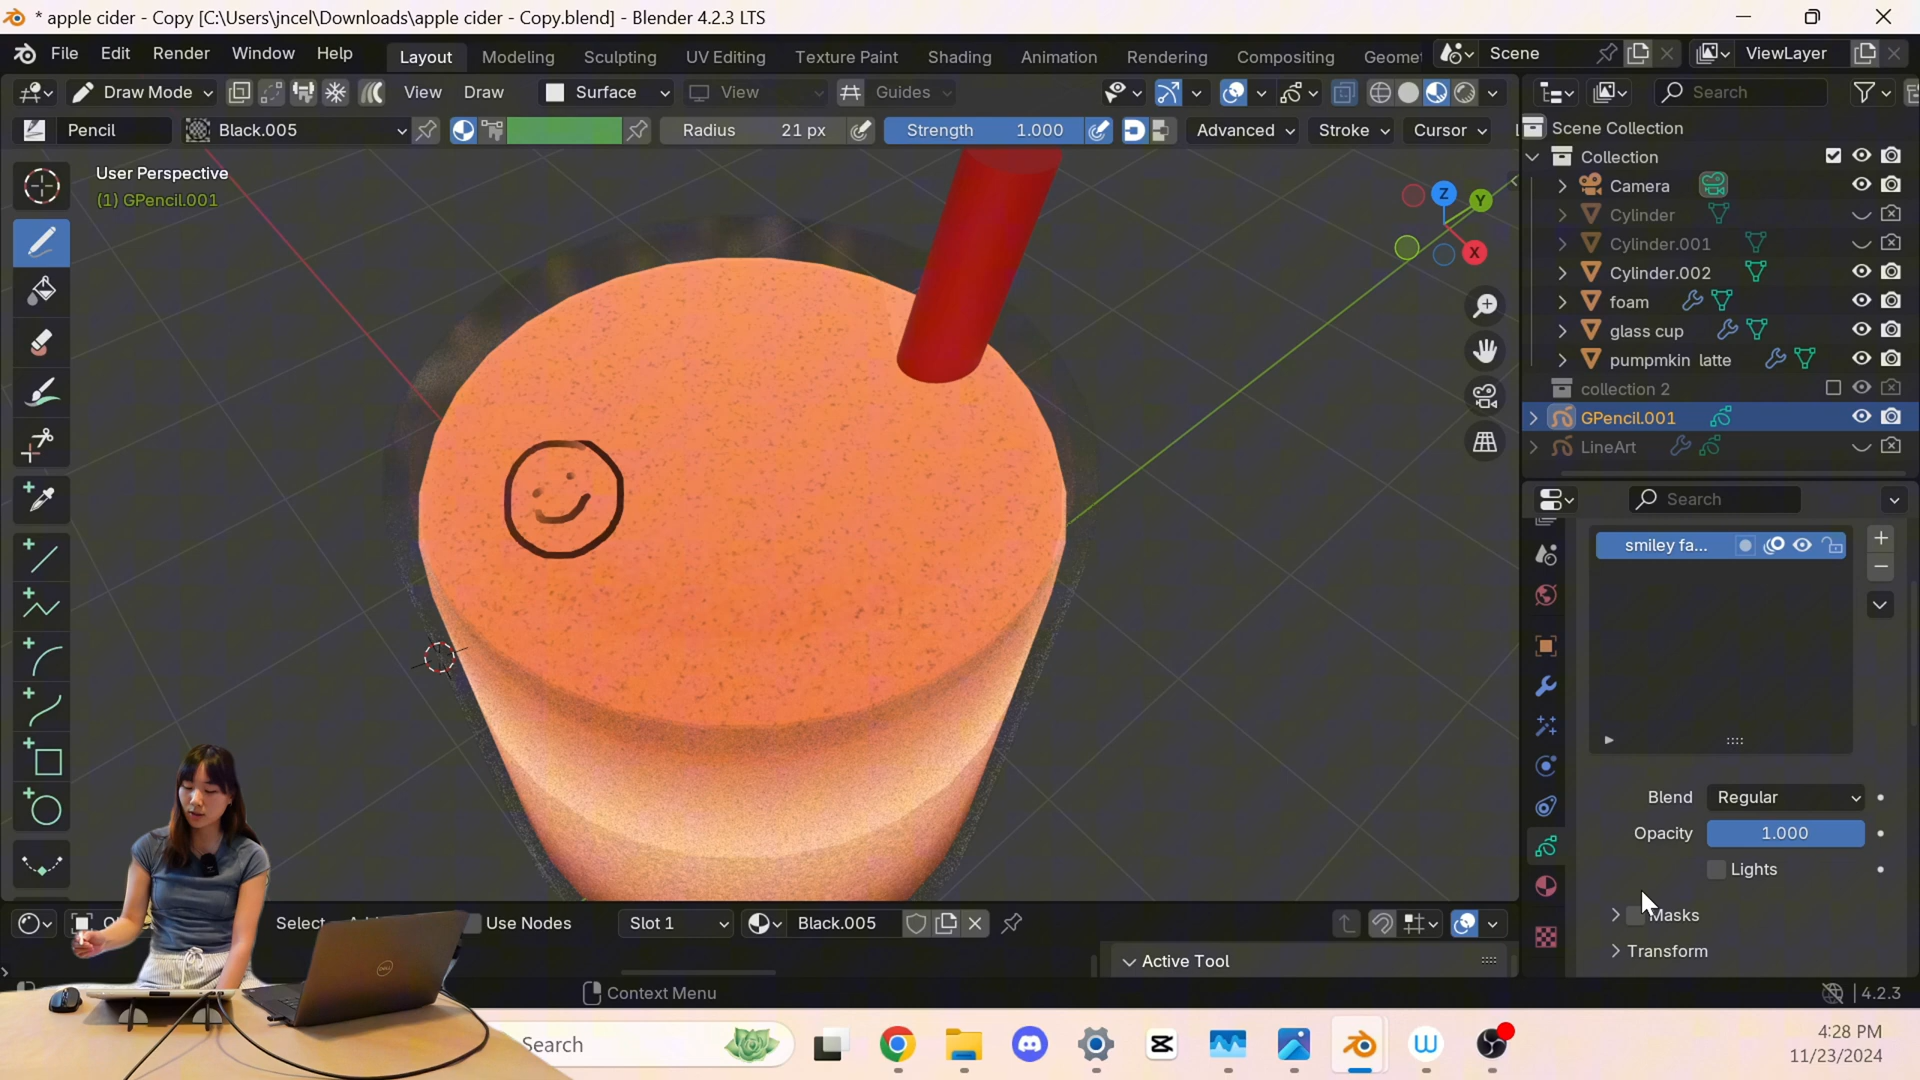 * apple cider - Copy [C:\Users\jncel\Downloads\apple cider - Copy.blend] - Blender 4.2.3 LTS
File Edit Render Window Help Layout Modeling Sculpting UV Editing Texture Paint Shading Animation Rendering Compositing Geomet Scene ViewLayer
Draw Mode View Draw Surface View Guides Search
Pencil Black.005 Radius 21 px Strength 1.000 Advanced Stroke Cursor
User Perspective
(1) GPencil.001
Z
Y
X
Scene Collection
Collection
Camera
Cylinder
Cylinder.001
Cylinder.002
foam
glass cup
pumpmkin latte
collection 2
GPencil.001
LineArt
Search
smiley fa...
Blend Regular
Opacity 1.000
Lights
Masks
Transform
Select Use Nodes Slot 1 Black.005
Active Tool
Context Menu
4.2.3
DELL
Search
4:28 PM
11/23/2024